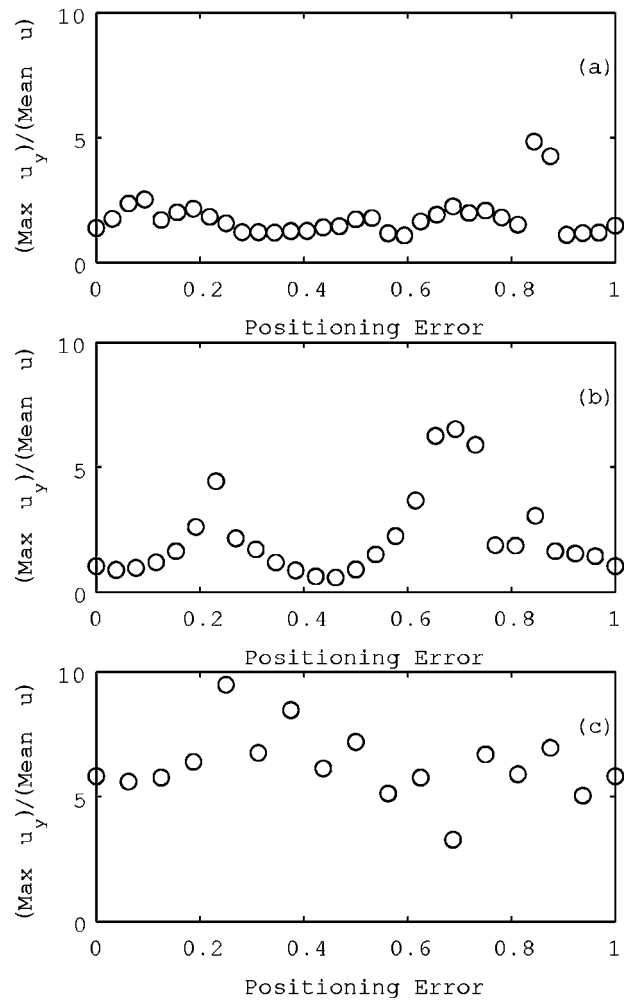 10
(a)
5
0
(Max u_y)/(Mean u)
0 0.2 0.4 0.6 0.8 1
Positioning Error
10
(b)
5
0
(Max u_y)/(Mean u)
0 0.2 0.4 0.6 0.8 1
Positioning Error
10
(c)
5
0
(Max u_y)/(Mean u)
0 0.2 0.4 0.6 0.8 1
Positioning Error